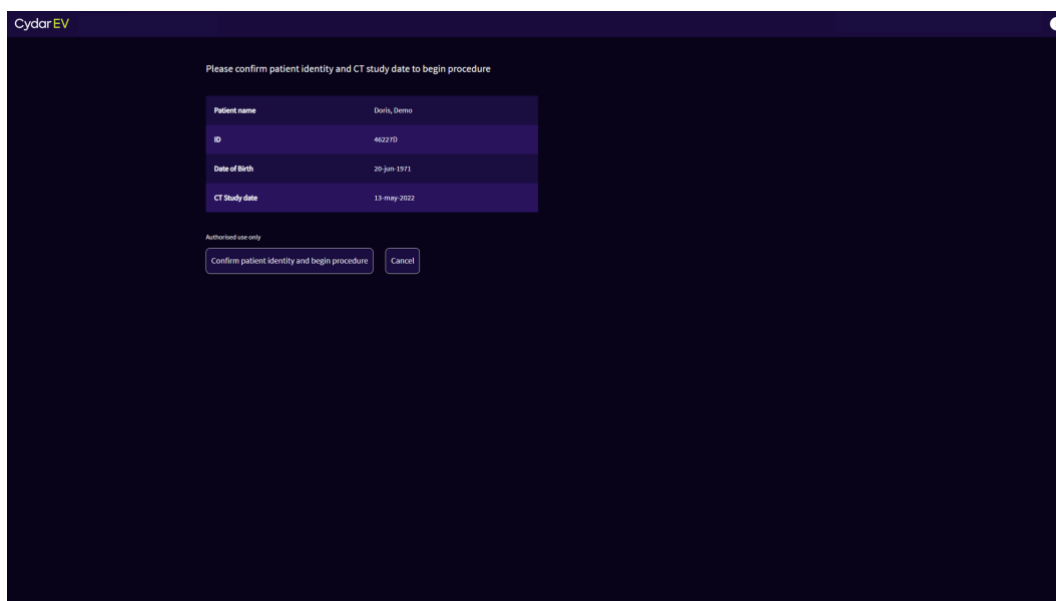 Cydar EV
Please confirm patient identity and CT study date to begin procedure
Patient name Doris, Demo
ID 46227D
Date of Birth 20-jun-1971
CT Study date 13-may-2022
Authorised use only
Confirm patient identity and begin procedure Cancel